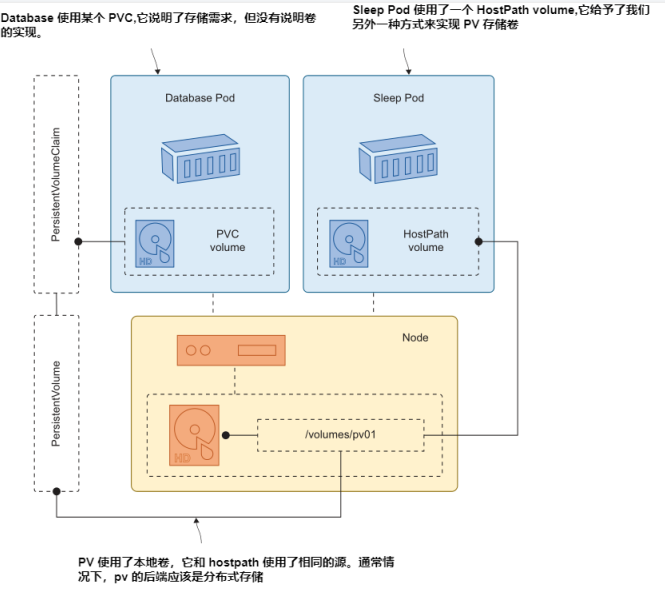 Database 使用某个 PVC,它说明了存储需求，但没有说明卷
的实现。
Sleep Pod 使用了一个 HostPath volume,它给予了我们
另外一种方式来实现 PV 存储卷
Database Pod
Sleep Pod
PersistentVolumeClaim
PVC
volume
HD
HostPath
volume
HD
Node
PersistentVolume
/volumes/pv01
HD
PV 使用了本地卷，它和 hostpath 使用了相同的源。通常情
况下，pv 的后端应该是分布式存储